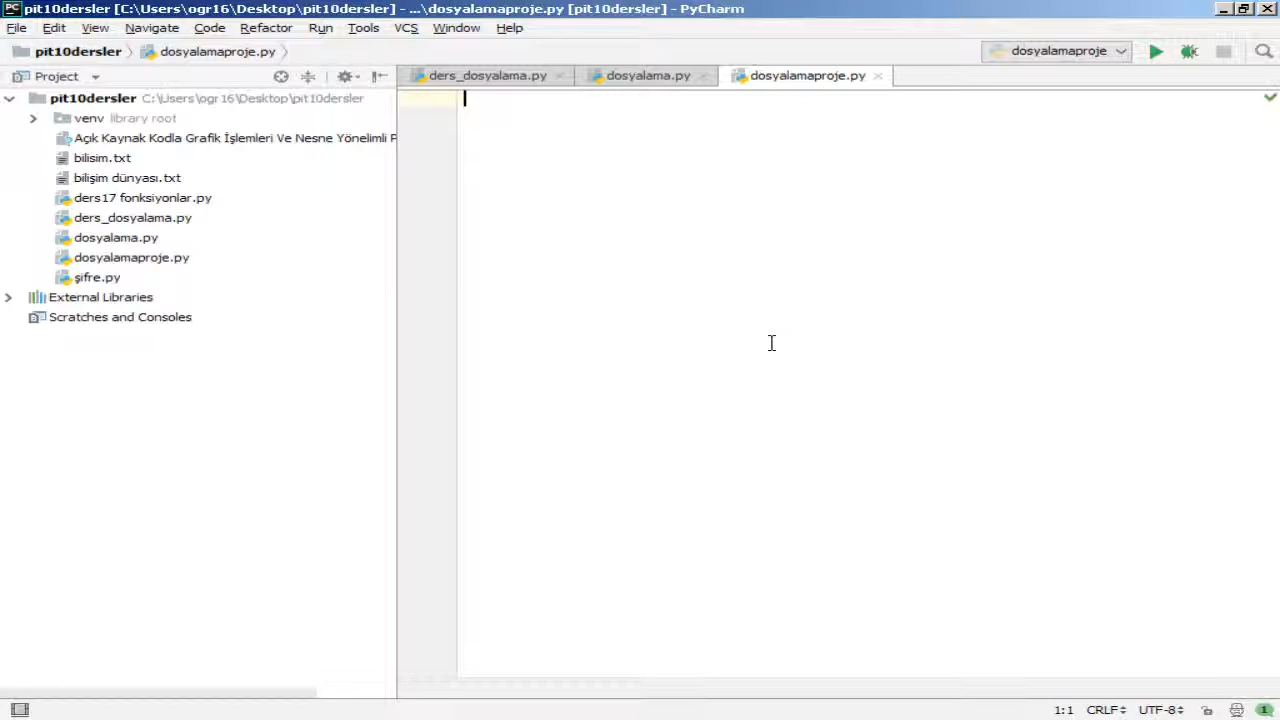 pit10dersler [C:\Users\ogr16\Desktop\pit10dersler] - ...\dosyalamaproje.py [pit10dersler] - PyCharm
File Edit View Navigate Code Refactor Run Tools VCS Window Help
pit10dersler dosyalamaproje.py dosyalamaproje
Project ders_dosyalama.py dosyalama.py dosyalamaproje.py
pit10dersler C:\Users\ogr16\Desktop\pit10dersler
venv library root
Açık Kaynak Kodla Grafik İşlemleri Ve Nesne Yönelimli P
bilisim.txt
bilişim dünyası.txt
ders17 fonksiyonlar.py
ders_dosyalama.py
dosyalama.py
dosyalamaproje.py
şifre.py
External Libraries
Scratches and Consoles
1:1 CRLF UTF-8 1